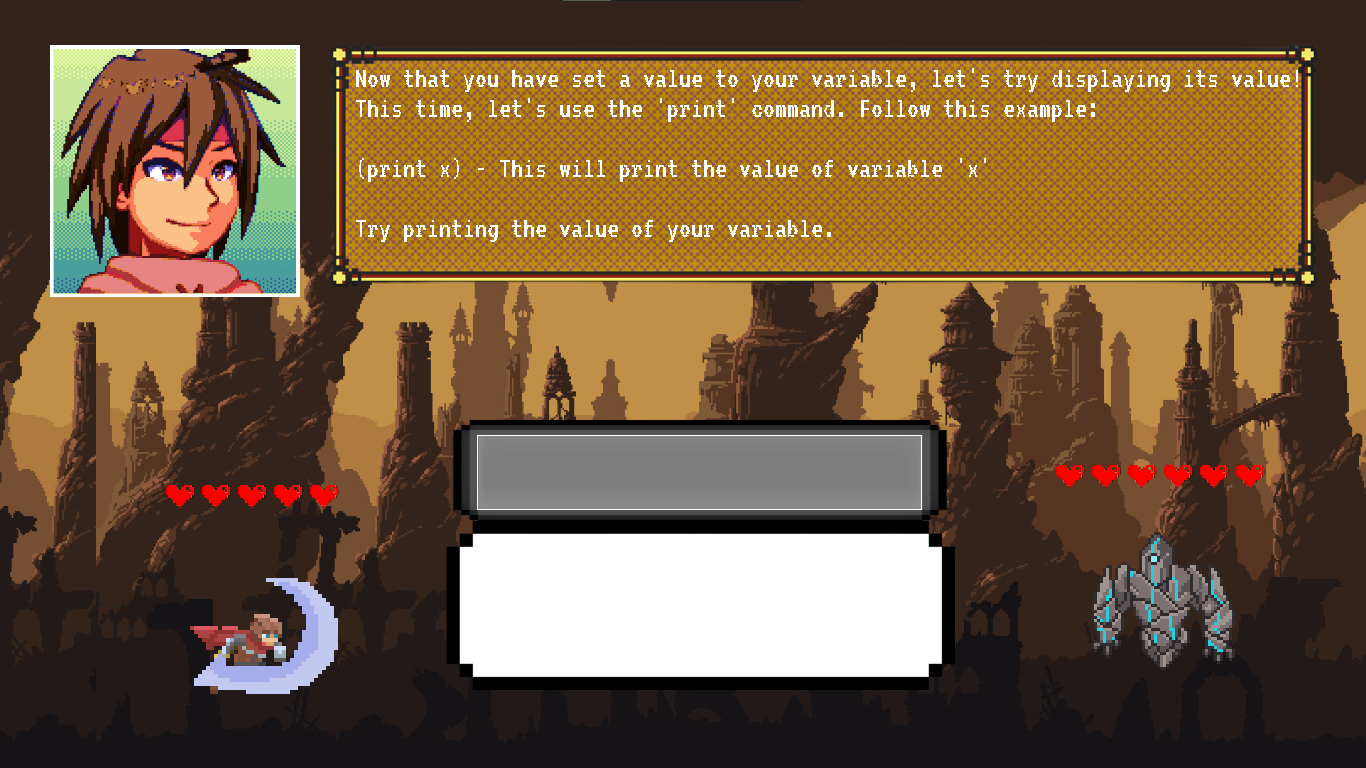 Now that you have set a value to your variable, let's try displaying its value!
This time, let's use the 'print' command. Follow this example:
(print x) - This will print the value of variable 'x'
Try printing the value of your variable.